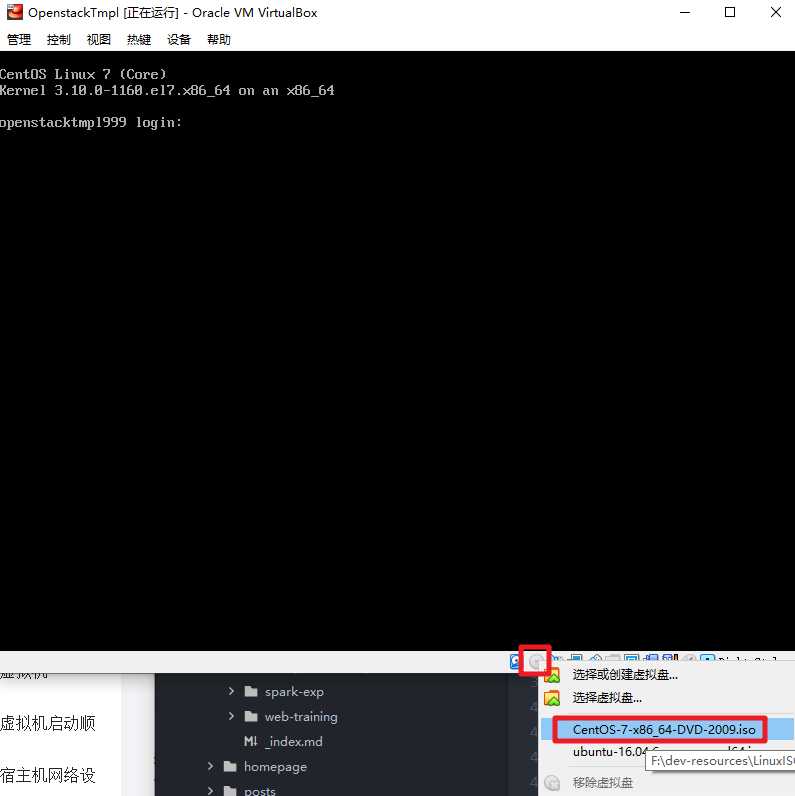 OpenstackTmpl [正在运行] - Oracle VM VirtualBox
管理 控制 视图 热键 设备 帮助
CentOS Linux 7 (Core)
Kernel 3.10.0-1160.el7.x86_64 on an x86_64
openstacktmpl999 login:
选择或创建虚拟盘...
选择虚拟盘...
CentOS-7-x86_64-DVD-2009.iso
ubuntu-16.04
F:\dev-resources\LinuxISO
移除虚拟盘
虚拟机
虚拟机启动顺
宿主机网络设
spark-exp
web-training
_index.md
homepage
posts